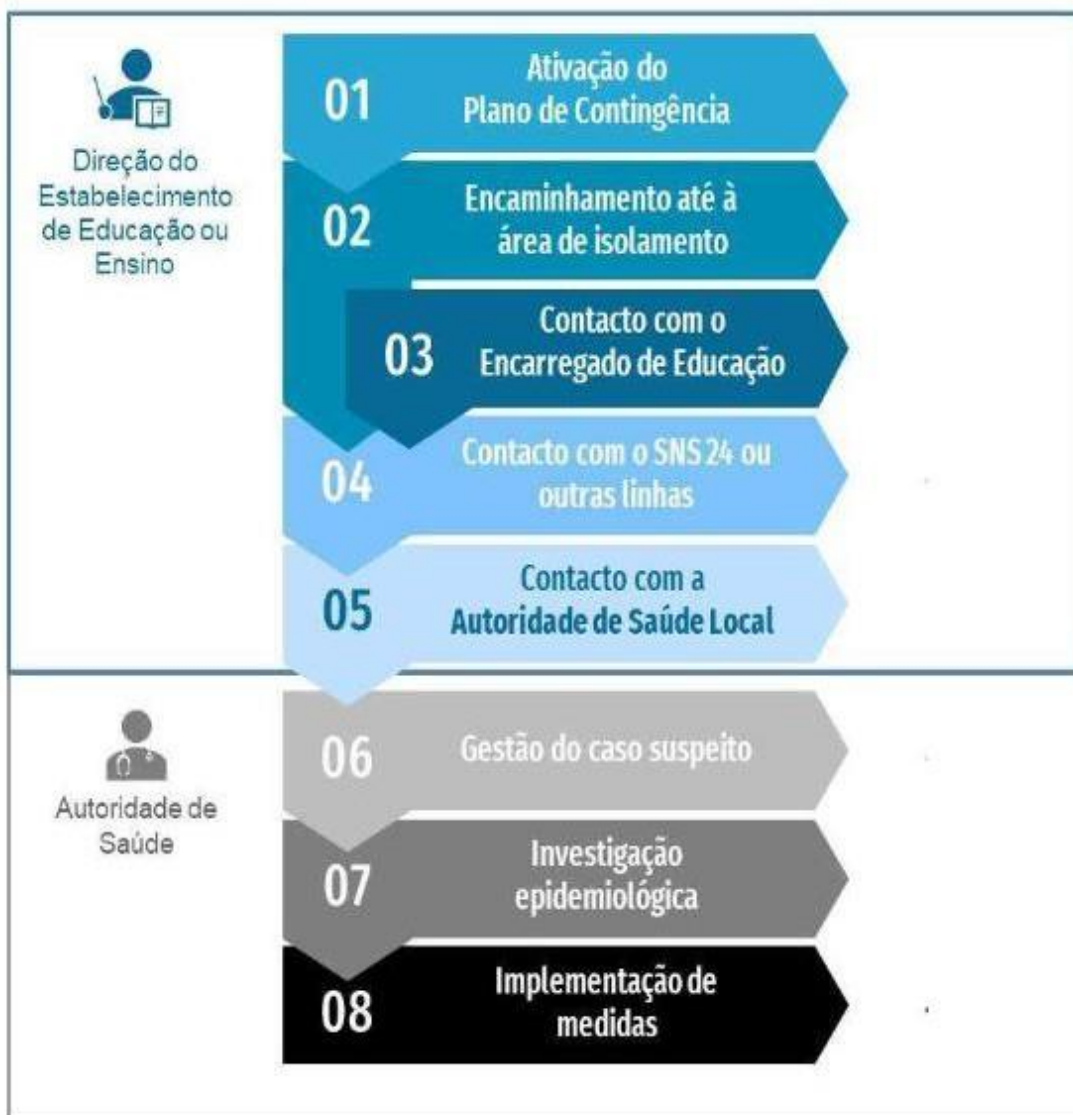 Direção do
Estabelecimento
de Educação ou
Ensino
01
Ativação do
Plano de Contingência
02
Encaminhamento até à
área de isolamento
03
Contacto com o
Encarregado de Educação
04
Contacto com o SNS 24 ou
outras linhas
05
Contacto com a
Autoridade de Saúde Local
Autoridade de
Saúde
06
Gestão do caso suspeito
07
Investigação
epidemiológica
08
Implementação de
medidas